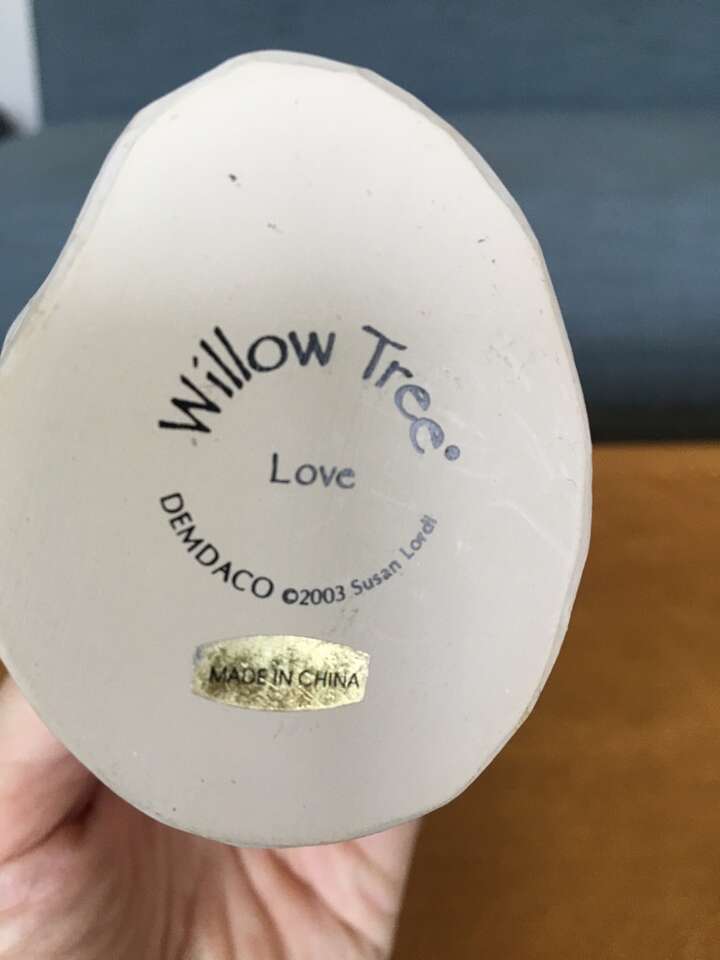 Willow Tree
Love
DEMDACO ©2003 Susan Lordi
MADE IN CHINA